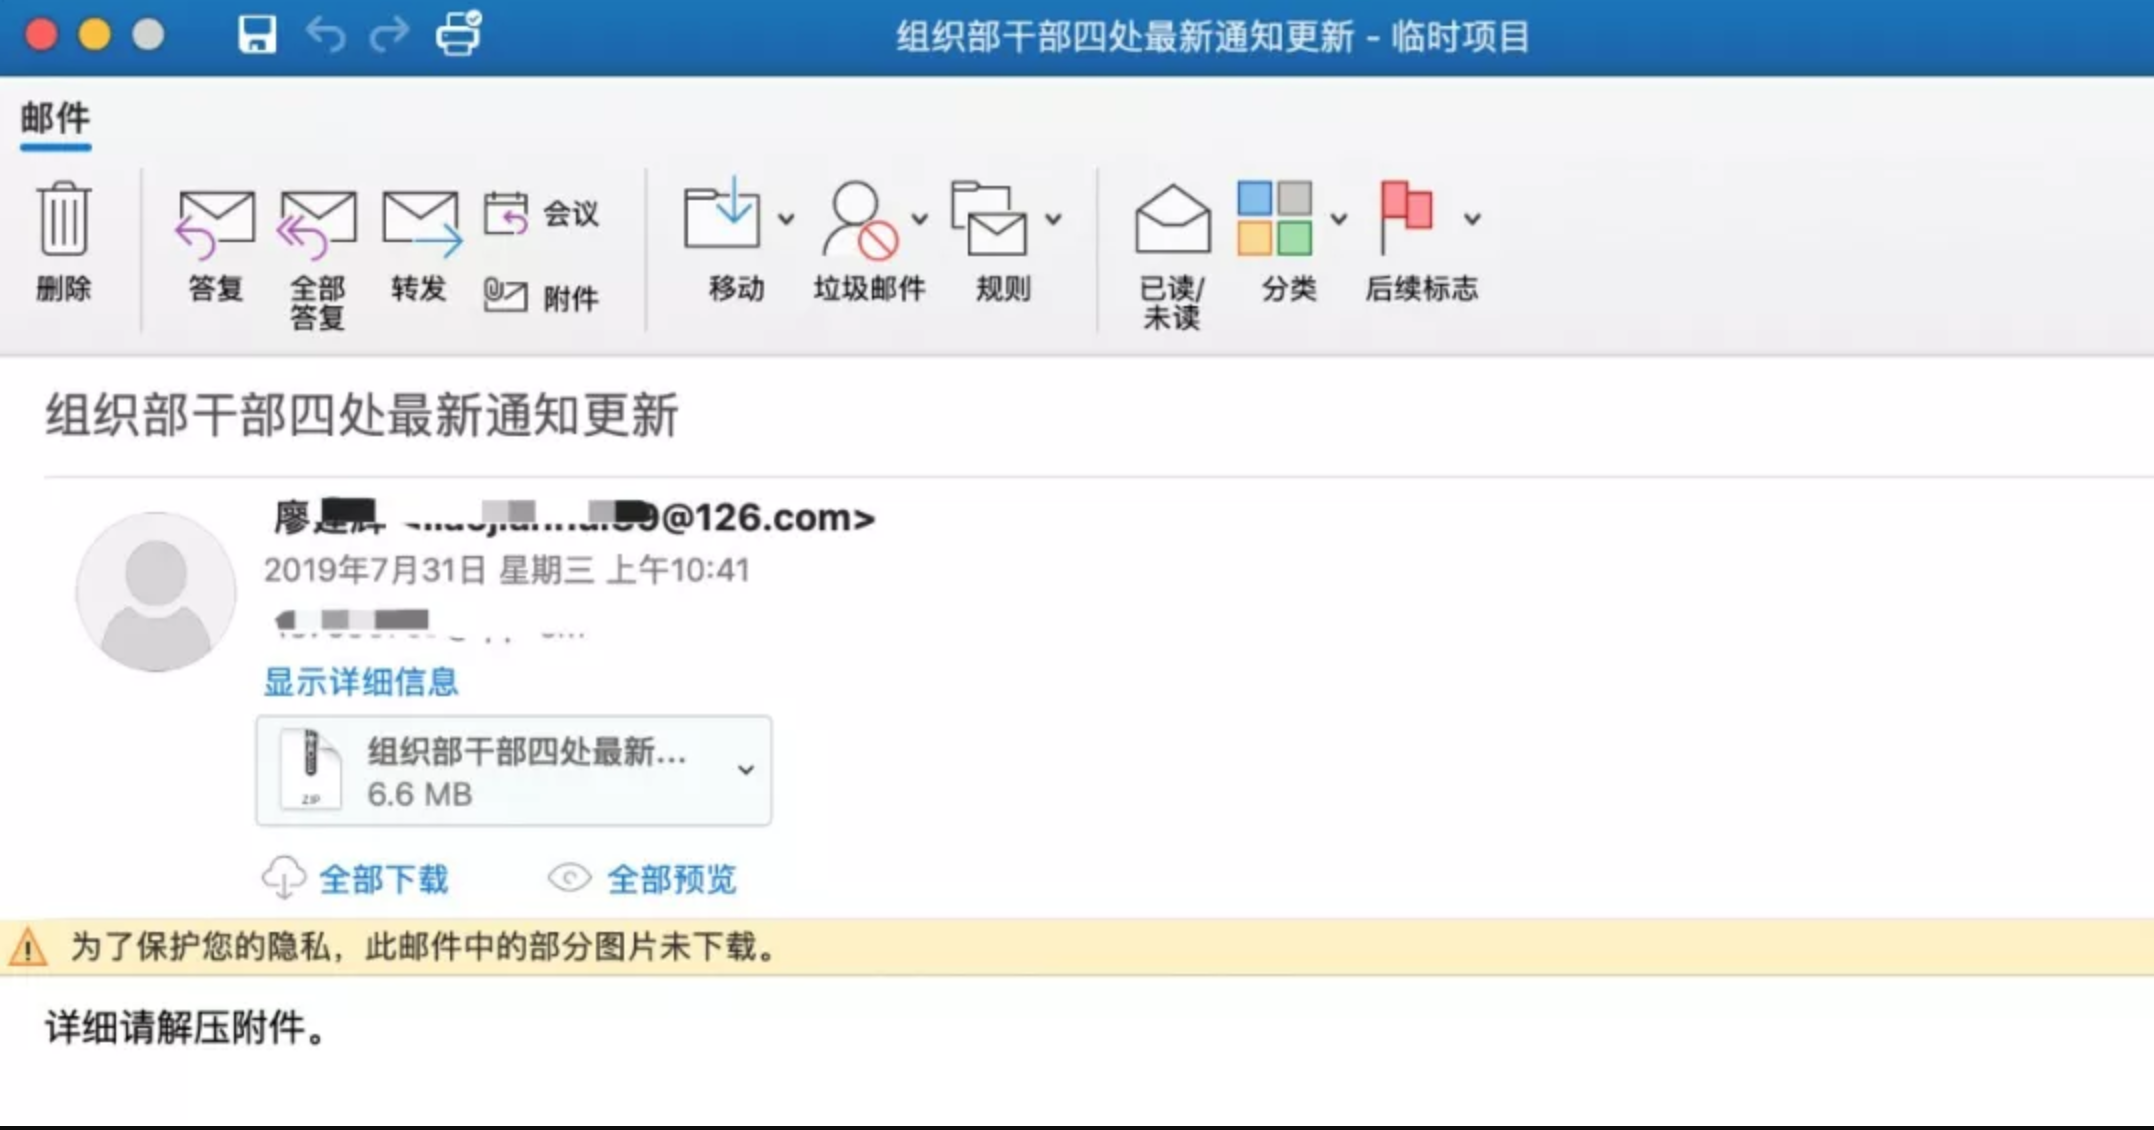 组织部干部四处最新通知更新 - 临时项目
邮件
删除
答复
全部
答复
转发
会议
附件
移动
垃圾邮件
规则
已读/
未读
分类
后续标志
组织部干部四处最新通知更新
廖 9@126.com>
2019年7月31日 星期三 上午10:41
显示详细信息
组织部干部四处最新...
6.6 MB
ZIP
全部下载
全部预览
为了保护您的隐私，此邮件中的部分图片未下载。
详细请解压附件。